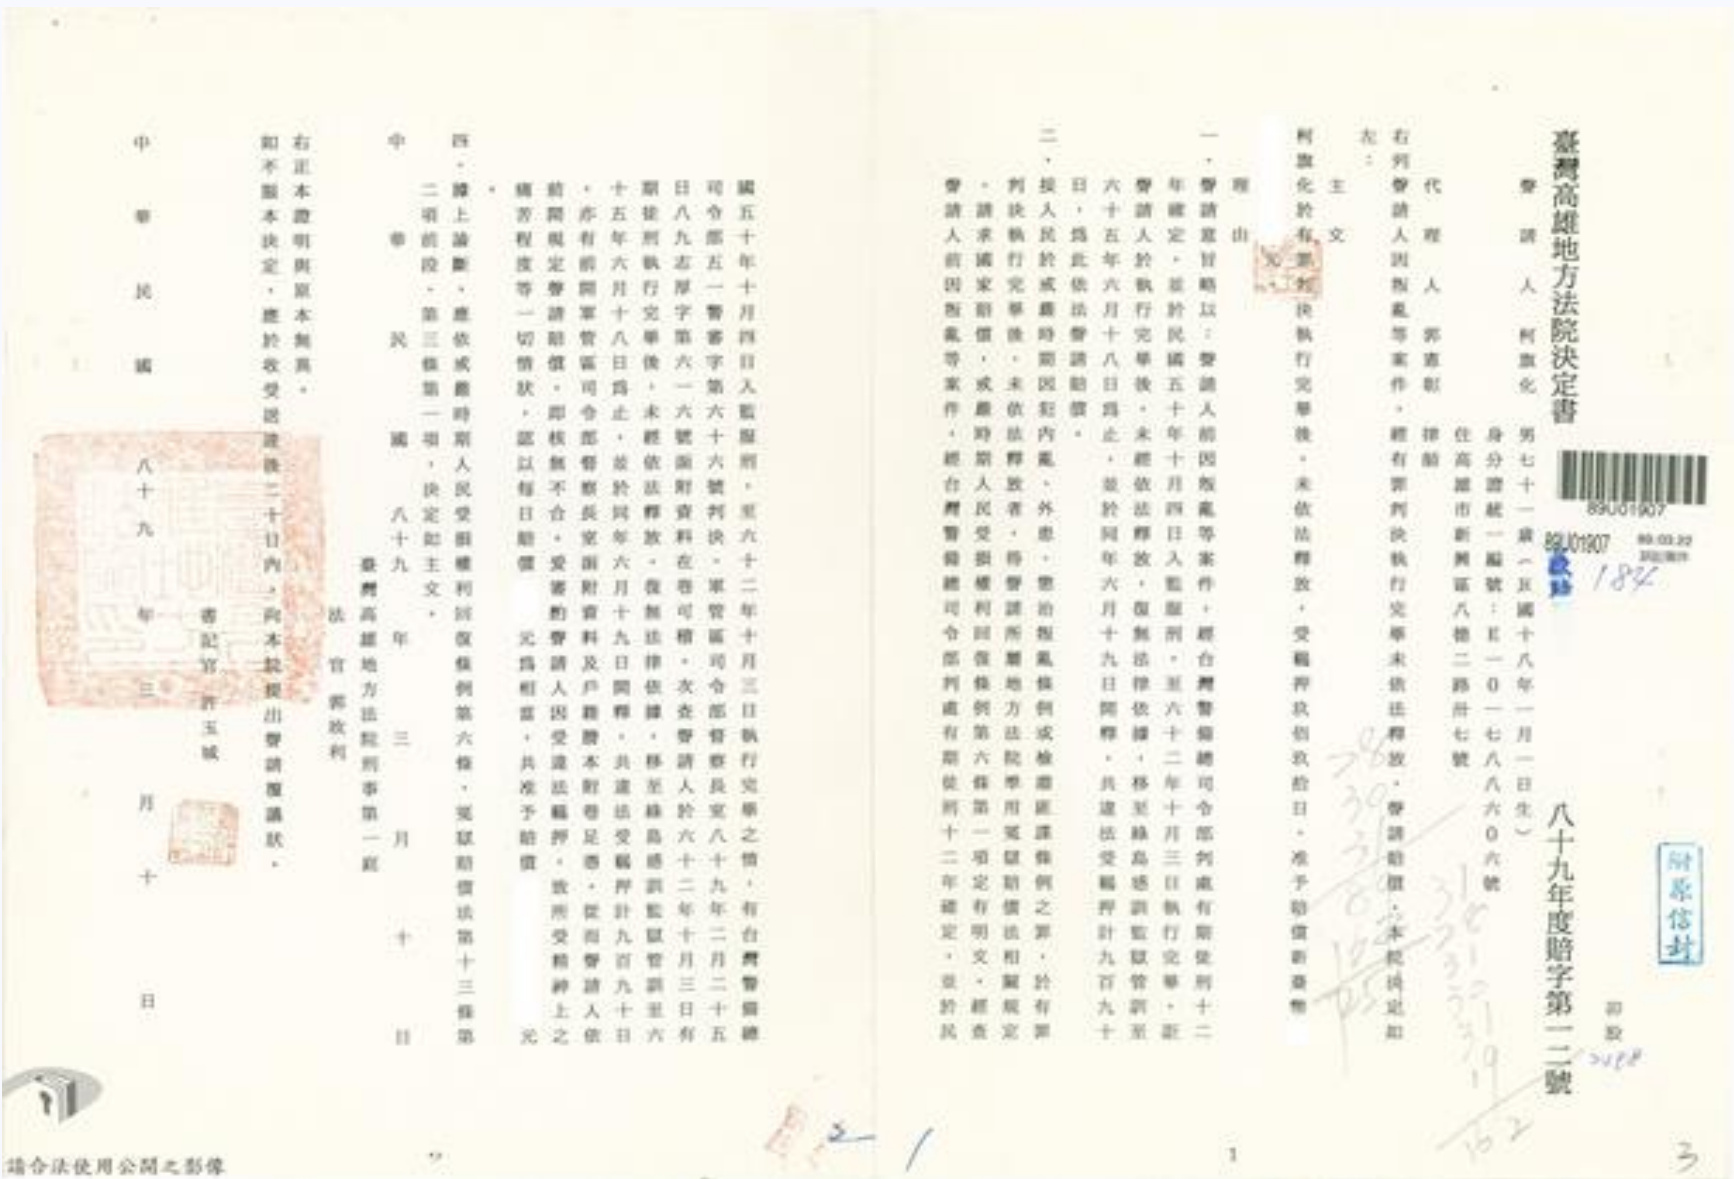 臺灣高雄地方法院決定書
八十九年度賠字第一二號
聲請人 柯旗化 男七十一歲(民國十八年一月一日生)
身分證統一編號:E一0一七八八六0六號
住高雄市新興區八德二路卅七號
代理人 郭憲彰 律師
右列聲請人因叛亂等案件,經有罪判決執行完畢未依法釋放,聲請賠償,本院決定如
左:
主文
柯旗化於有罪判決執行完畢後,未依法釋放,受羈押玖佰玖拾日,准予賠償新臺幣
元。
理由
一、聲請意旨略以:聲請人前因叛亂等案件,經台灣警備總司令部判處有期徒刑十二
年確定,並於民國五十年十月四日入監服刑,至六十二年十月三日執行完畢,詎
聲請人於執行完畢後,未經依法釋放,復無法律依據,移至綠島感訓監獄管訓至
六十五年六月十八日為止,並於同年六月十九日開釋,共違法受羈押計九百九十
日,為此依法聲請賠償。
二、按人民於戒嚴時期因犯內亂、外患、懲治叛亂條例或檢肅匪諜條例之罪,於有罪
判決執行完畢後,未依法釋放者,得聲請所屬地方法院準用冤獄賠償法相關規定
,請求國家賠償,戒嚴時期人民受損權利回復條例第六條第一項定有明文。經查
聲請人前因叛亂等案件,經台灣警備總司令部判處有期徒刑十二年確定,並於民
國五十年十月四日入監服刑,至六十二年十月三日執行完畢之情,有台灣警備總
司令部五一警審字第六十六號判決、軍管區司令部督察長室八十九年二月二十五
日八九志厚字第六一六號函附資料在卷可稽。次查聲請人於六十二年十月三日有
期徒刑執行完畢後,未經依法釋放,復無法律依據,移至綠島感訓監獄管訓至六
十五年六月十八日為止,並於同年六月十九日開釋,共違法受羈押計九百九十日
,亦有前開軍管區司令部督察長室函附資料及戶籍謄本附卷足憑,從而聲請人依
前開規定聲請賠償,即核無不合,爰審酌聲請人因受違法羈押,致所受精神上之
痛苦程度等一切情狀,認以每日賠償 元為相當,共准予賠償 元
。
四、據上論斷,應依戒嚴時期人民受損權利回復條例第六條,冤獄賠償法第十三條第
二項前段、第三條第一項,決定如主文。
中華民國八十九年三月十日
臺灣高雄地方法院刑事第一庭
法官 郭玫利
右正本證明與原本無異。
如不服本決定,應於收受送達後二十日內,向本院提出聲請覆議狀。
書記官 許玉城
中華民國八十九年三月十日
89U01907
89U01907
89.03.22
184
附原信封
1
2
1
2
3
請合法使用公開之影像